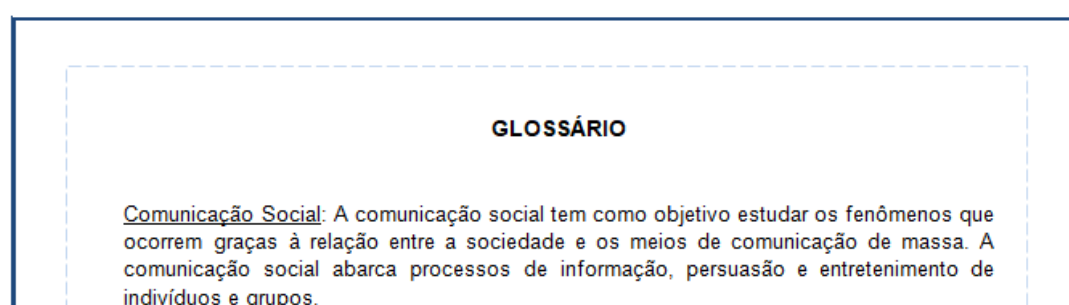 GLOSSÁRIO
Comunicação Social: A comunicação social tem como objetivo estudar os fenômenos que
ocorrem graças à relação entre a sociedade e os meios de comunicação de massa. A
comunicação social abarca processos de informação, persuasão e entretenimento de
indivíduos e grupos.